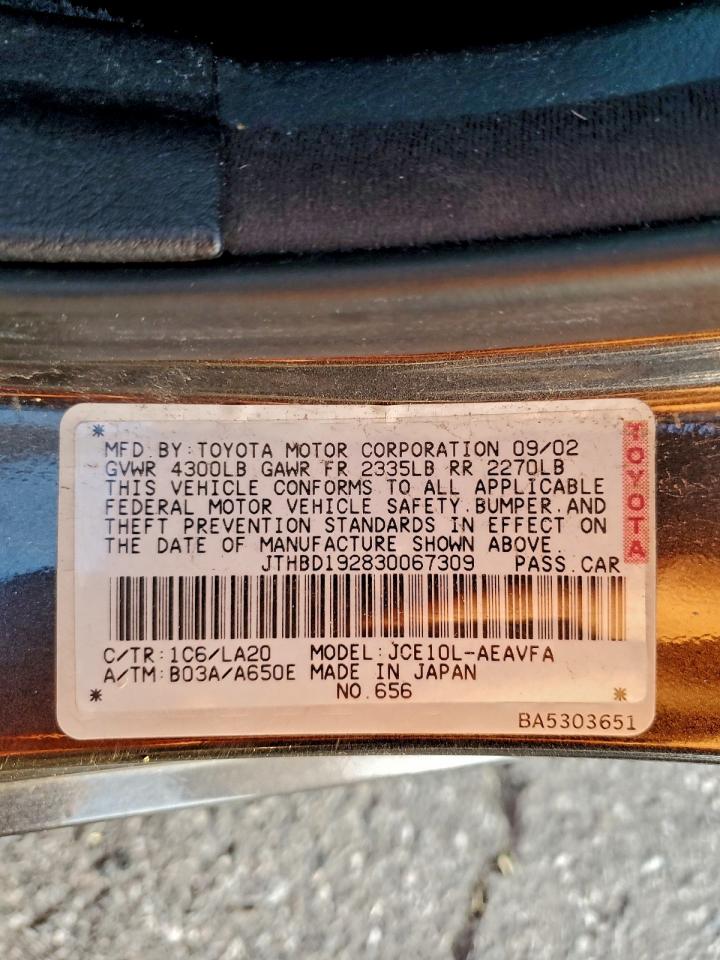 MFD.BY:TOYOTA MOTOR CORPORATION 09/02
GVWR 4300LB GAWR FR 2335LB RR 2270LB
THIS VEHICLE CONFORMS TO ALL APPLICABLE
FEDERAL MOTOR VEHICLE SAFETY.BUMPER.AND
THEFT PREVENTION STANDARDS IN EFFECT ON
THE DATE OF MANUFACTURE SHOWN ABOVE.
JTHBD192830067309 PASS.CAR
C/TR:1C6/LA20 MODEL:JCE10L-AEAVFA
A/TM:B03A/A650E MADE IN JAPAN
NO.656
BA5303651
TOYOTA